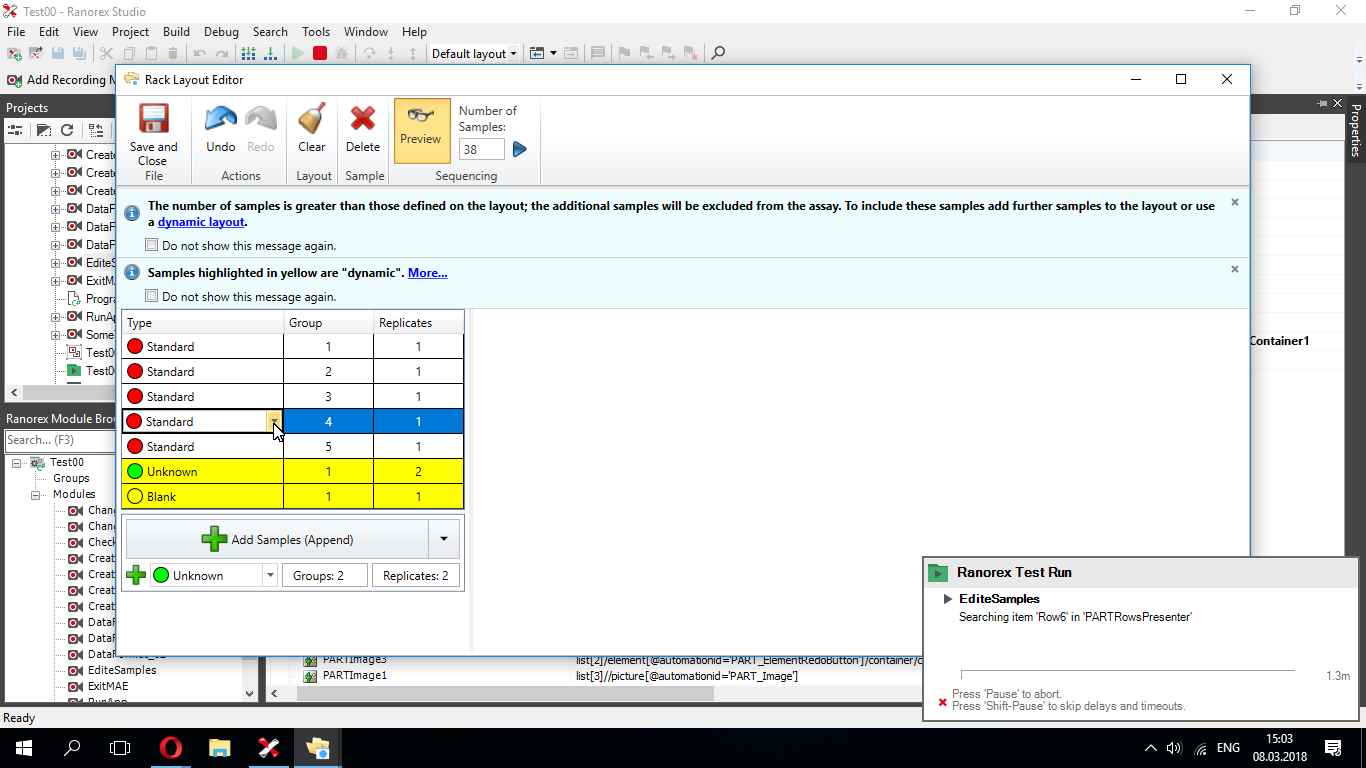 Test00 - Ranorex Studio
File Edit View Project Build Debug Search Tools Window Help
Default layout
Add Recording M
Rack Layout Editor
Projects
Properties
Save and
Close
File
Undo
Redo
Actions
Clear
Layout
Delete
Sample
Preview
Number of
Samples:
38
Sequencing
The number of samples is greater than those defined on the layout; the additional samples will be excluded from the assay. To include these samples add further samples to the layout or use
a dynamic layout.
Do not show this message again.
Samples highlighted in yellow are "dynamic". More...
Do not show this message again.
Create
Create
Create
DataF
DataF
DataF
EditeS
ExitMA
Progra
RunAp
Some
Test0
Test0
Container1
Type Group Replicates
Standard 1 1
Standard 2 1
Standard 3 1
Standard 4 1
Standard 5 1
Unknown 1 2
Blank 1 1
Add Samples (Append)
Unknown Groups: 2 Replicates: 2
Ranorex Module Brow
Search... (F3)
Test00
Groups
Modules
Chan
Chan
Check
Creat
Creat
Creat
Creat
DataF
DataF
EditeSamples
ExitMAE
RunApp
PARTImage3 list[2]/element[@automationid='PART_ElementRedoButton']/container/c
PARTImage1 list[3]//picture[@automationid='PART_Image']
Ranorex Test Run
EditeSamples
Searching item 'Row6' in 'PARTRowsPresenter'
1.3m
Press 'Pause' to abort.
Press 'Shift-Pause' to skip delays and timeouts.
Ready
ENG
15:03
08.03.2018